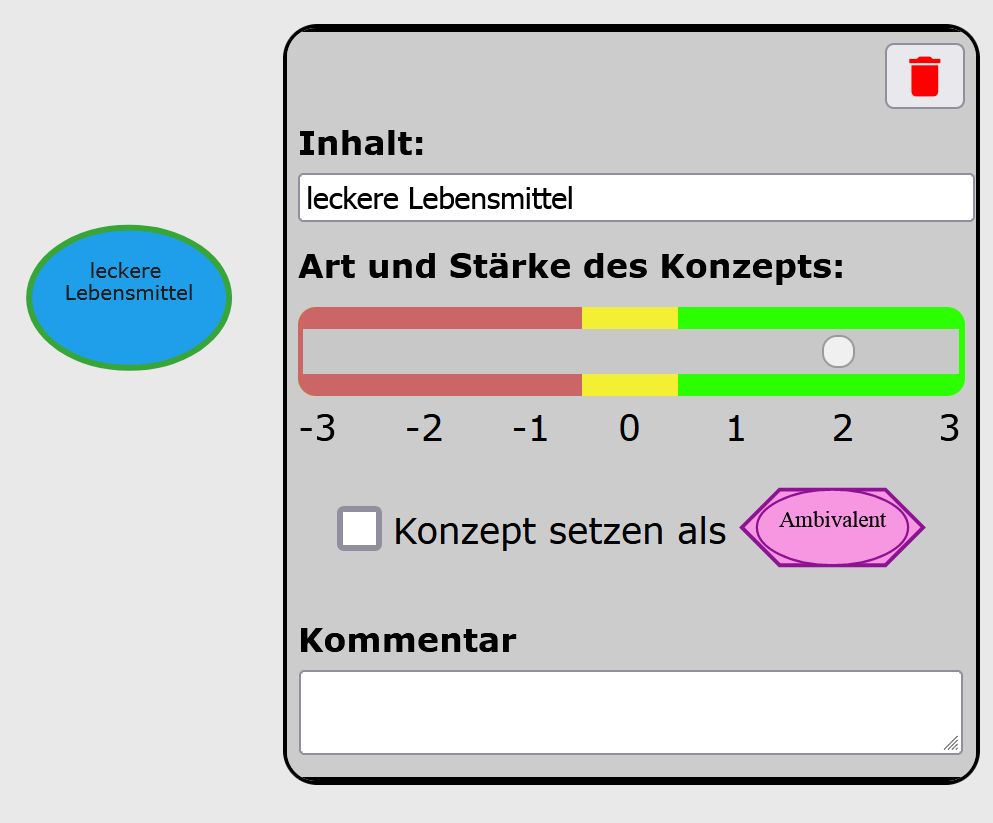 leckere
Lebensmittel
Inhalt:
leckere Lebensmittel
Art und Stärke des Konzepts:
-3 -2 -1 0 1 2 3
Konzept setzen als
Ambivalent
Kommentar